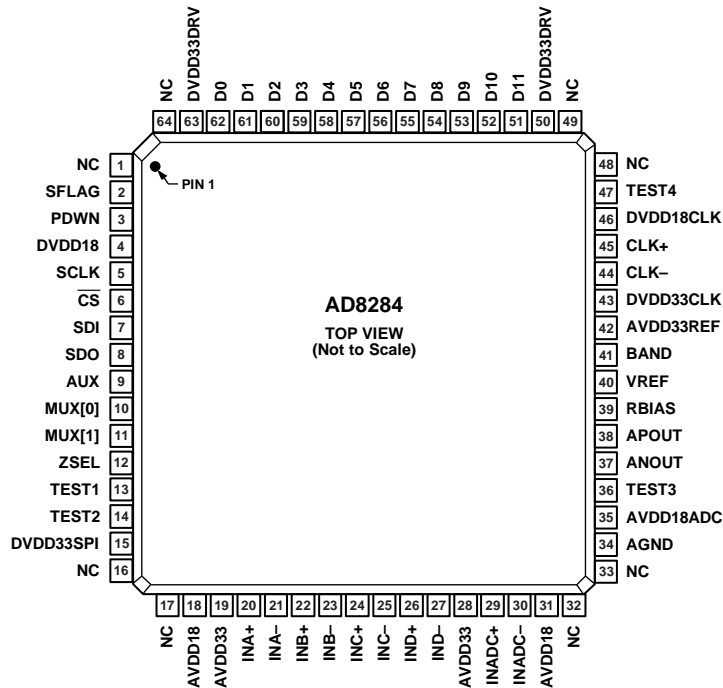 NC
DVDD33DRV
D0
D1
D2
D3
D4
D5
D6
D7
D8
D9
D10
D11
DVDD33DRV
NC
64 63 62 61 60 59 58 57 56 55 54 53 52 51 50 49
NC 1
SFLAG 2
PDWN 3
DVDD18 4
SCLK 5
CS 6
SDI 7
SDO 8
AUX 9
MUX[0] 10
MUX[1] 11
ZSEL 12
TEST1 13
TEST2 14
DVDD33SPI 15
NC 16
PIN 1
AD8284
TOP VIEW
(Not to Scale)
48 NC
47 TEST4
46 DVDD18CLK
45 CLK+
44 CLK–
43 DVDD33CLK
42 AVDD33REF
41 BAND
40 VREF
39 RBIAS
38 APOUT
37 ANOUT
36 TEST3
35 AVDD18ADC
34 AGND
33 NC
17 18 19 20 21 22 23 24 25 26 27 28 29 30 31 32
NC
AVDD18
AVDD33
INA+
INA–
INB+
INB–
INC+
INC–
IND+
IND–
AVDD33
INADC+
INADC–
AVDD18
NC